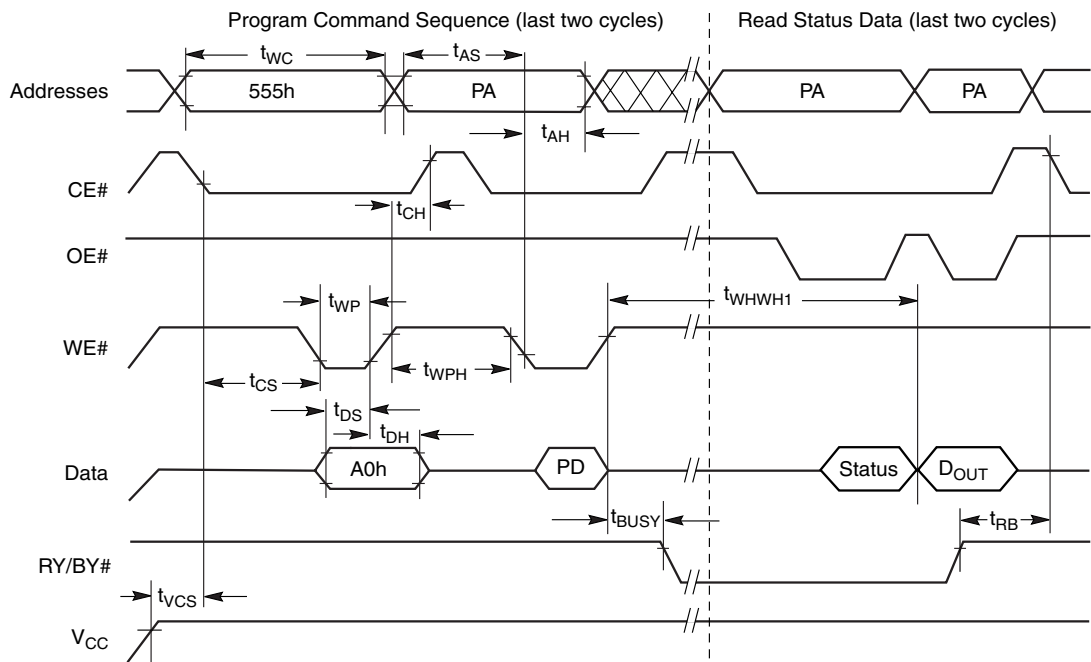 Program Command Sequence (last two cycles) Read Status Data (last two cycles)
tWC tAS
Addresses 555h PA PA PA
tAH
CE#
tCH
OE#
tWP tWHWH1
WE#
tCS tWPH
tDS
tDH
Data A0h PD Status DOUT
tBUSY tRB
RY/BY#
tVCS
VCC